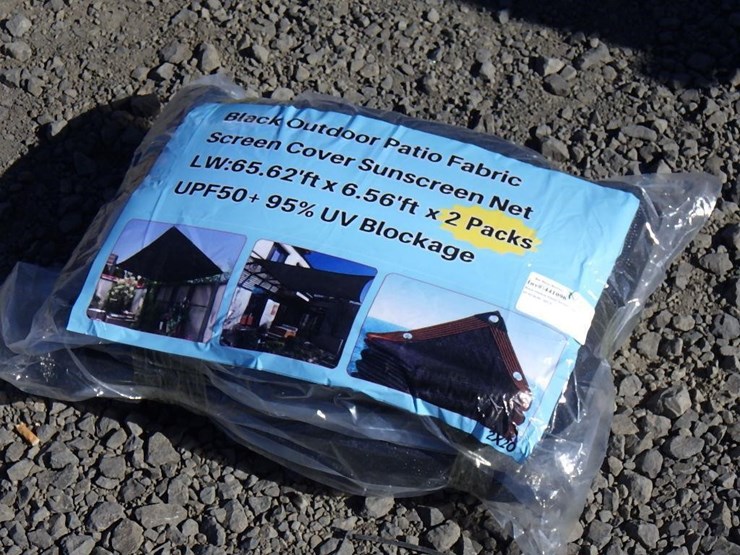 Black Outdoor Patio Fabric
Screen Cover Sunscreen Net
LW:65.62'ft x 6.56'ft x 2 Packs
UPF50+ 95% UV Blockage
2X20